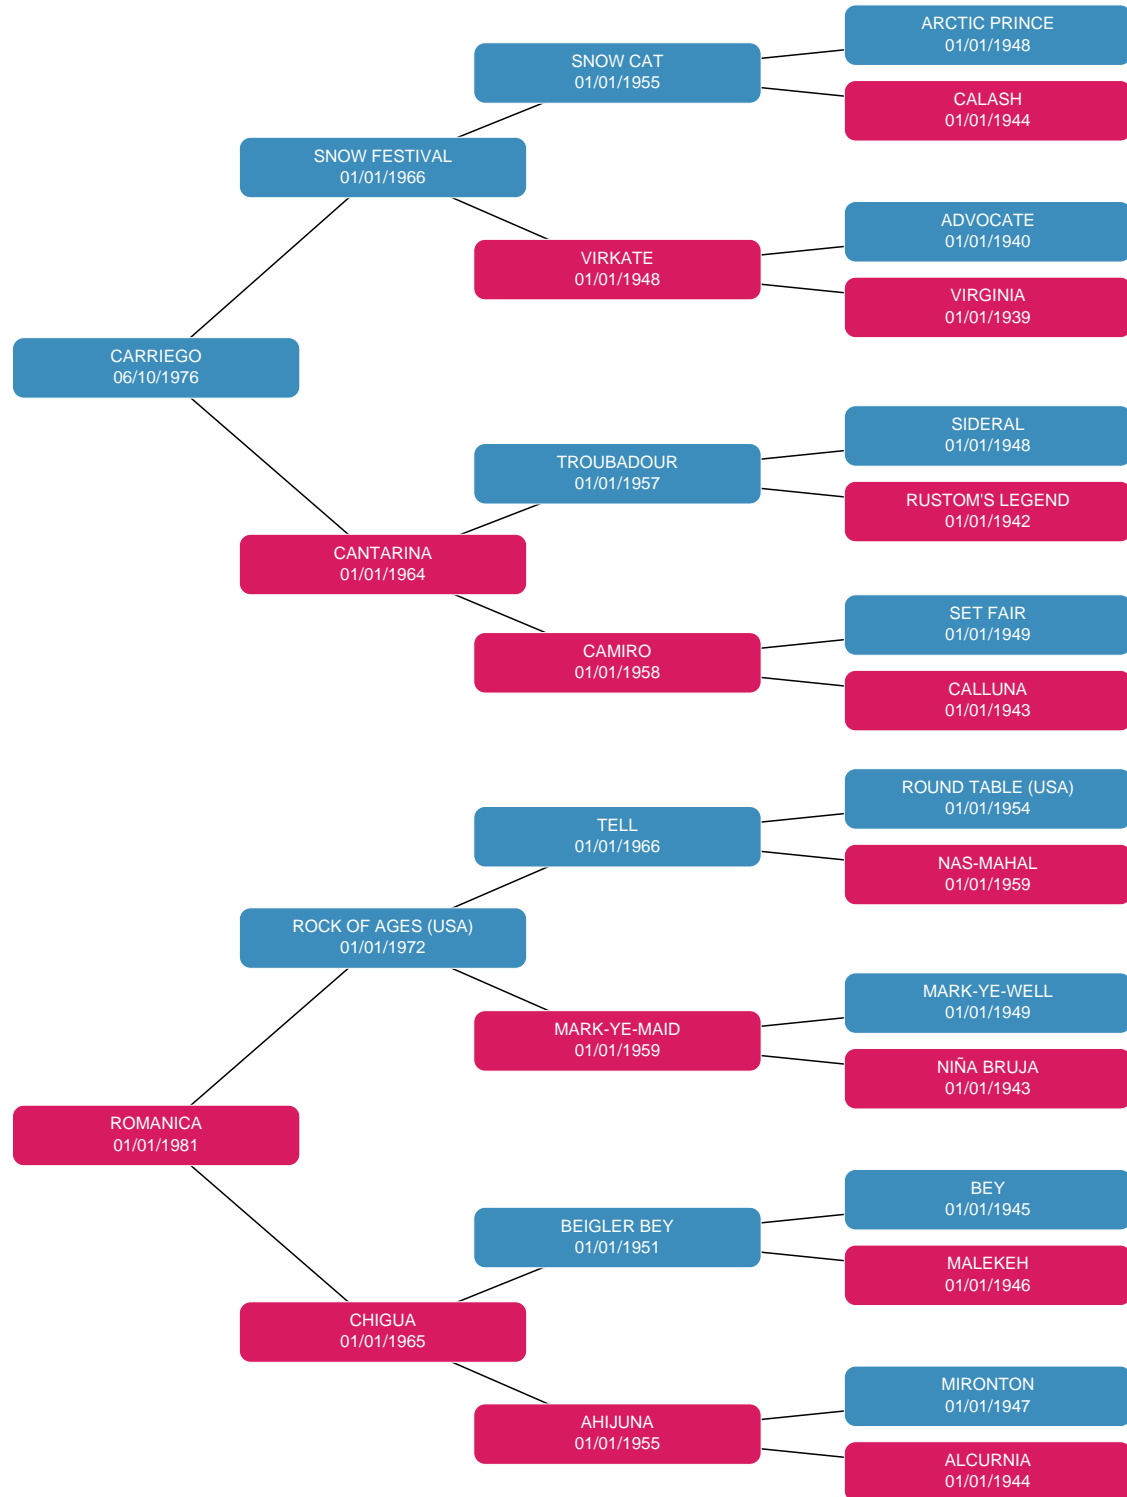 ARCTIC PRINCE
01/01/1948
SNOW CAT
01/01/1955
CALASH
01/01/1944
SNOW FESTIVAL
01/01/1966
ADVOCATE
01/01/1940
VIRKATE
01/01/1948
VIRGINIA
01/01/1939
CARRIEGO
06/10/1976
SIDERAL
01/01/1948
TROUBADOUR
01/01/1957
RUSTOM'S LEGEND
01/01/1942
CANTARINA
01/01/1964
SET FAIR
01/01/1949
CAMIRO
01/01/1958
CALLUNA
01/01/1943
ROUND TABLE (USA)
01/01/1954
TELL
01/01/1966
NAS-MAHAL
01/01/1959
ROCK OF AGES (USA)
01/01/1972
MARK-YE-WELL
01/01/1949
MARK-YE-MAID
01/01/1959
NIÑA BRUJA
01/01/1943
ROMANICA
01/01/1981
BEY
01/01/1945
BEIGLER BEY
01/01/1951
MALEKEH
01/01/1946
CHIGUA
01/01/1965
MIRONTON
01/01/1947
AHIJUNA
01/01/1955
ALCURNIA
01/01/1944